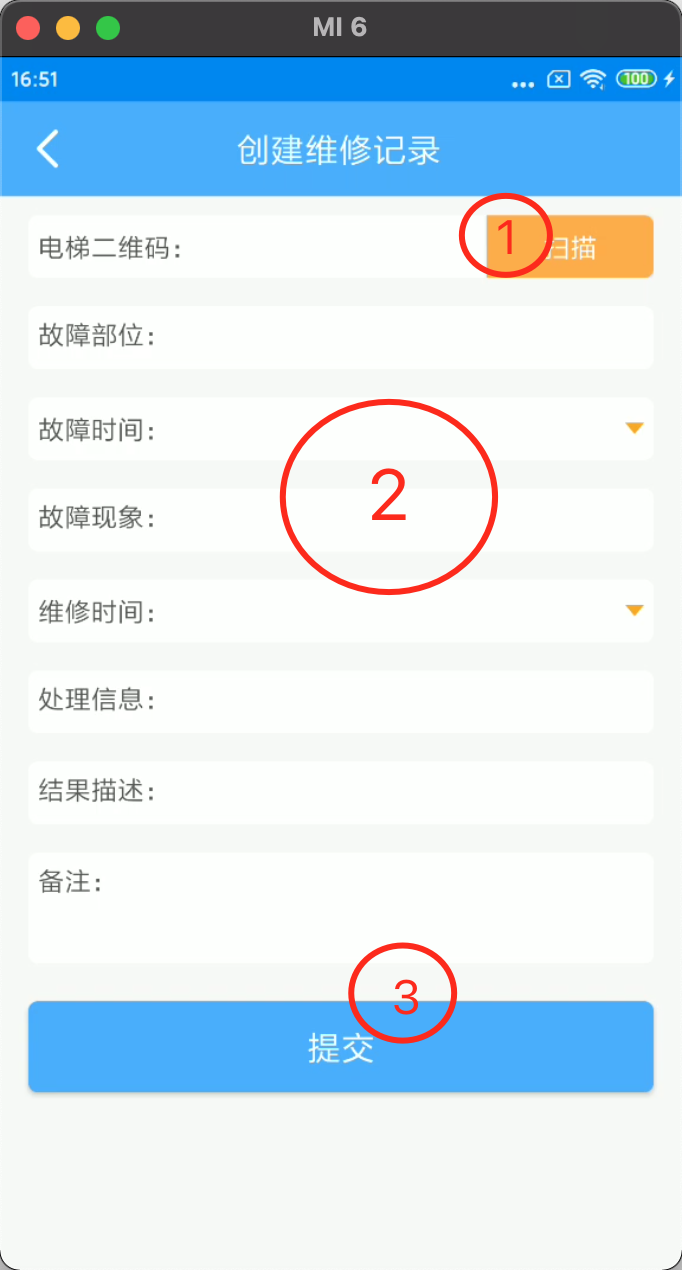 MI 6
16:51
100
创建维修记录
电梯二维码：
1
扫描
故障部位：
故障时间：
2
故障现象：
维修时间：
处理信息：
结果描述：
备注：
3
提交